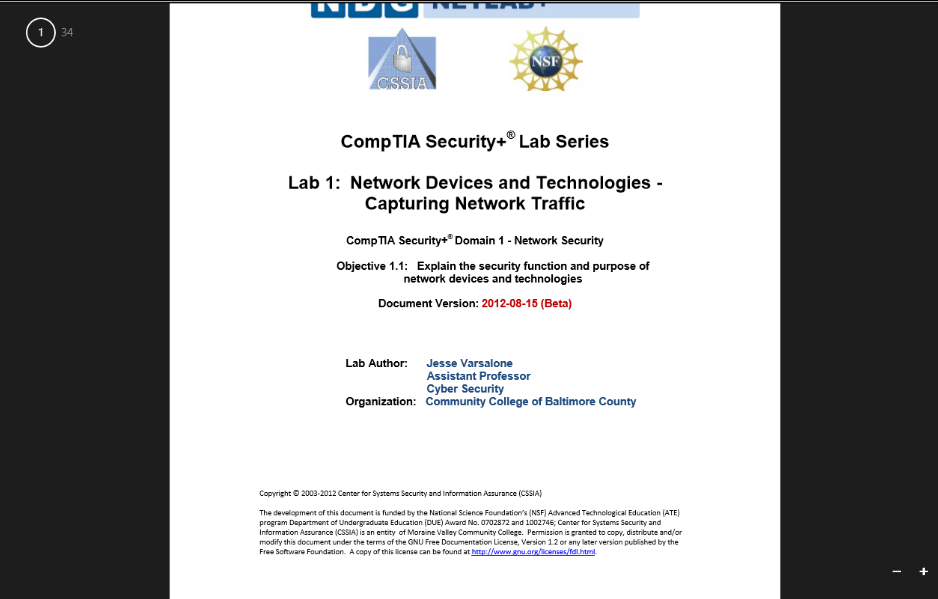 NDG NETLAB+
1 34
CSSIA
NSF
CompTIA Security+® Lab Series
Lab 1: Network Devices and Technologies -
Capturing Network Traffic
CompTIA Security+® Domain 1 - Network Security
Objective 1.1: Explain the security function and purpose of
network devices and technologies
Document Version: 2012-08-15 (Beta)
Lab Author: Jesse Varsalone
Assistant Professor
Cyber Security
Organization: Community College of Baltimore County
Copyright © 2003-2012 Center for Systems Security and Information Assurance (CSSIA)
The development of this document is funded by the National Science Foundation's (NSF) Advanced Technological Education (ATE)
program Department of Undergraduate Education (DUE) Award No. 0702872 and 1002746; Center for Systems Security and
Information Assurance (CSSIA) is an entity of Moraine Valley Community College. Permission is granted to copy, distribute and/or
modify this document under the terms of the GNU Free Documentation License, Version 1.2 or any later version published by the
Free Software Foundation. A copy of this license can be found at http://www.gnu.org/licenses/fdl.html.